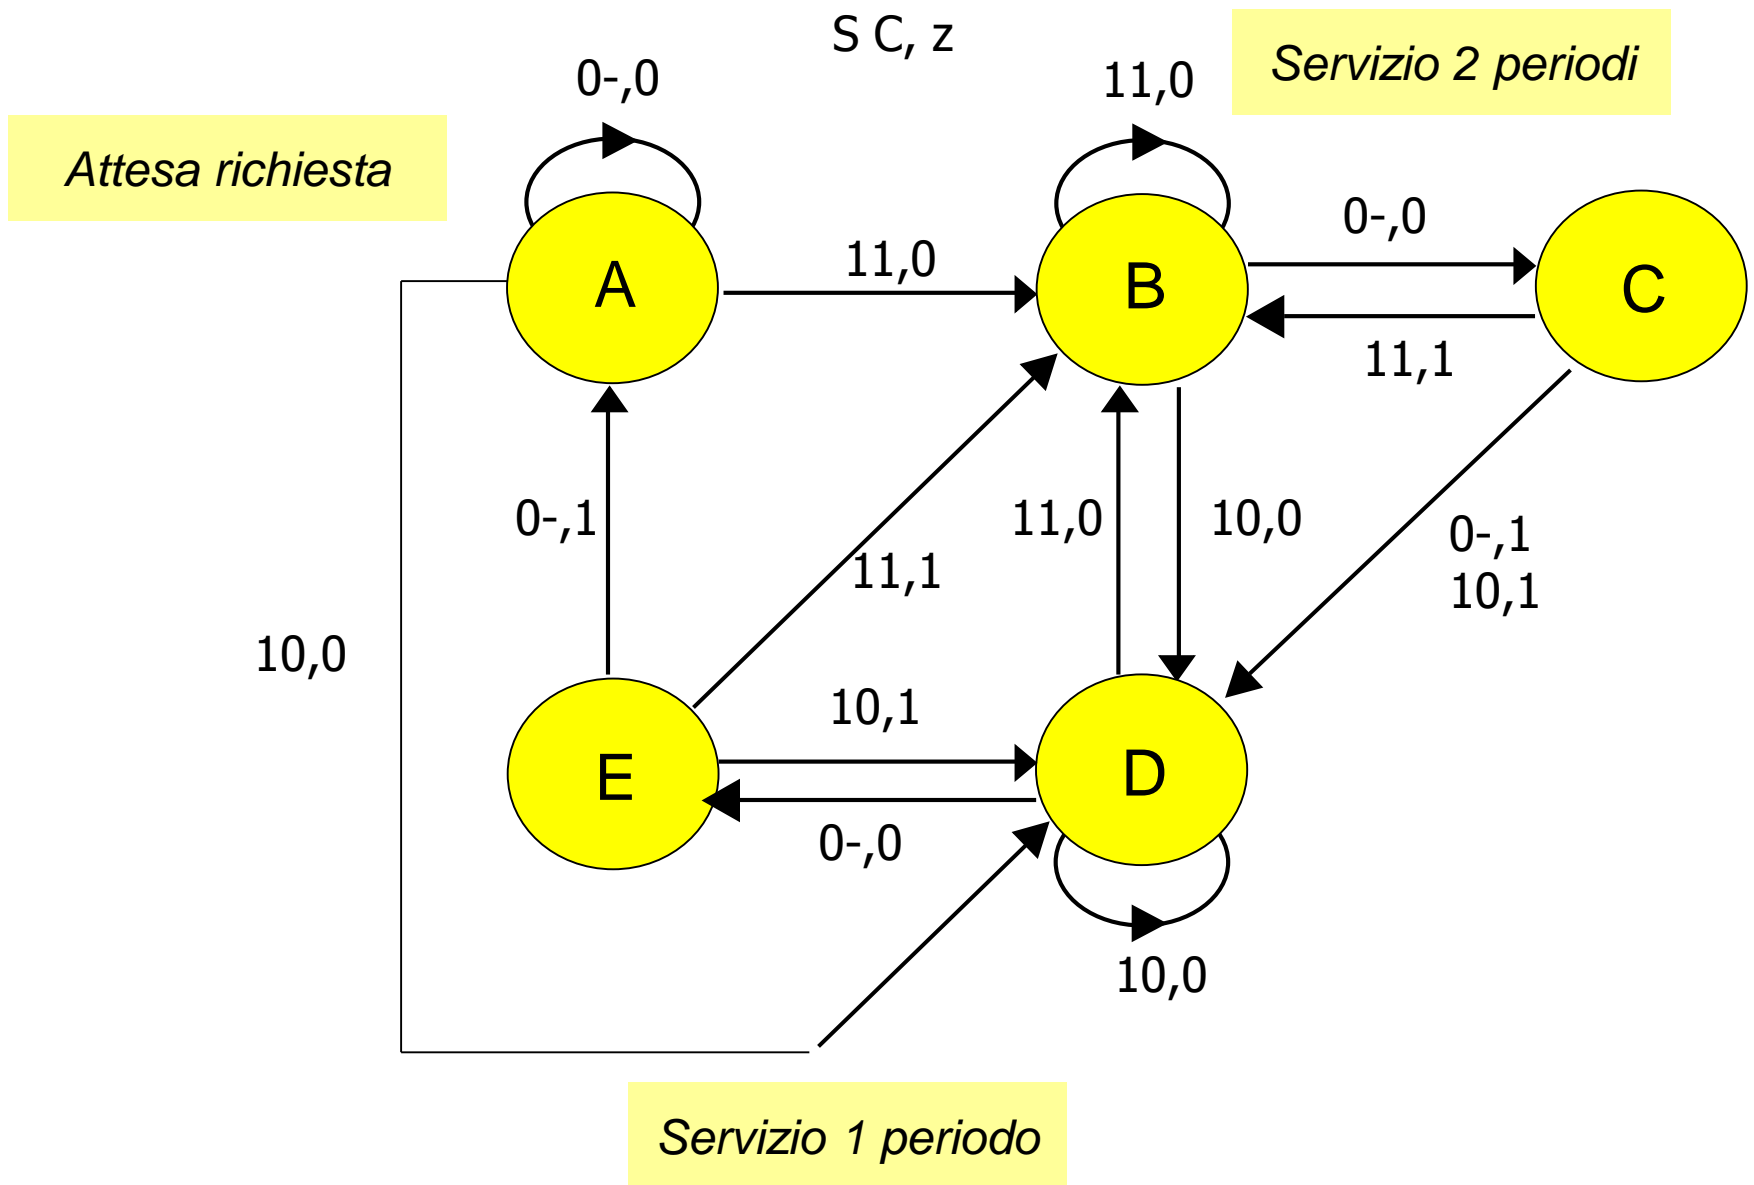 S C, z
Servizio 2 periodi
0-,0
11,0
Attesa richiesta
0-,0
11,0
A
B
C
11,1
0-,1
11,0
10,0
0-,1
11,1
10,1
10,0
10,1
E
D
0-,0
10,0
Servizio 1 periodo